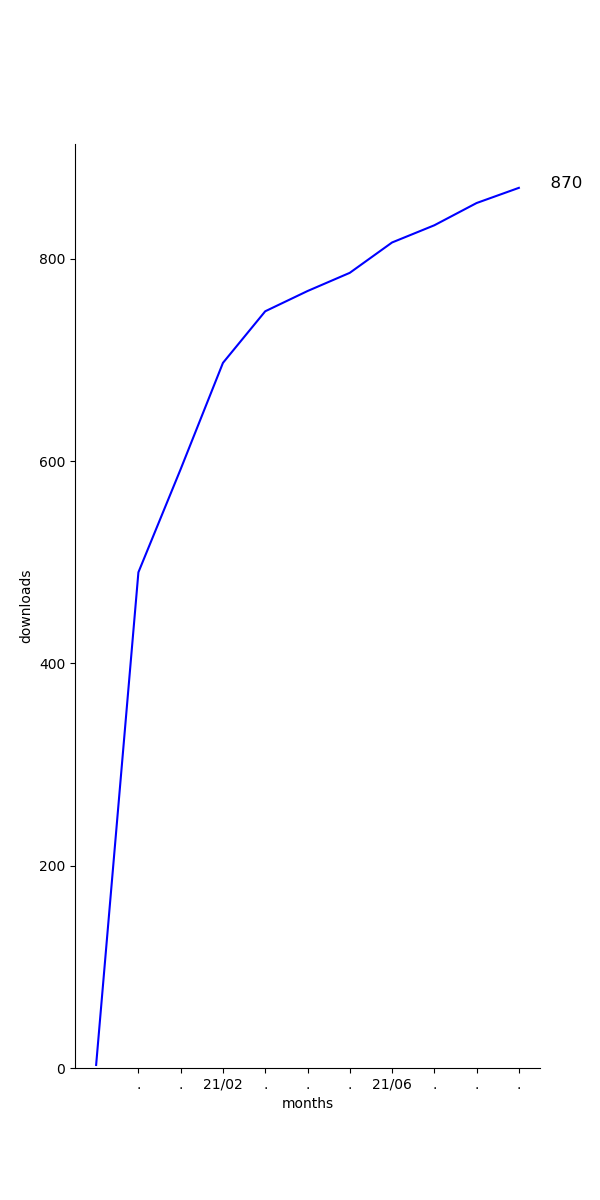 870
800
600
400
200
0
downloads
. . 21/02 . . . 21/06 . . .
months